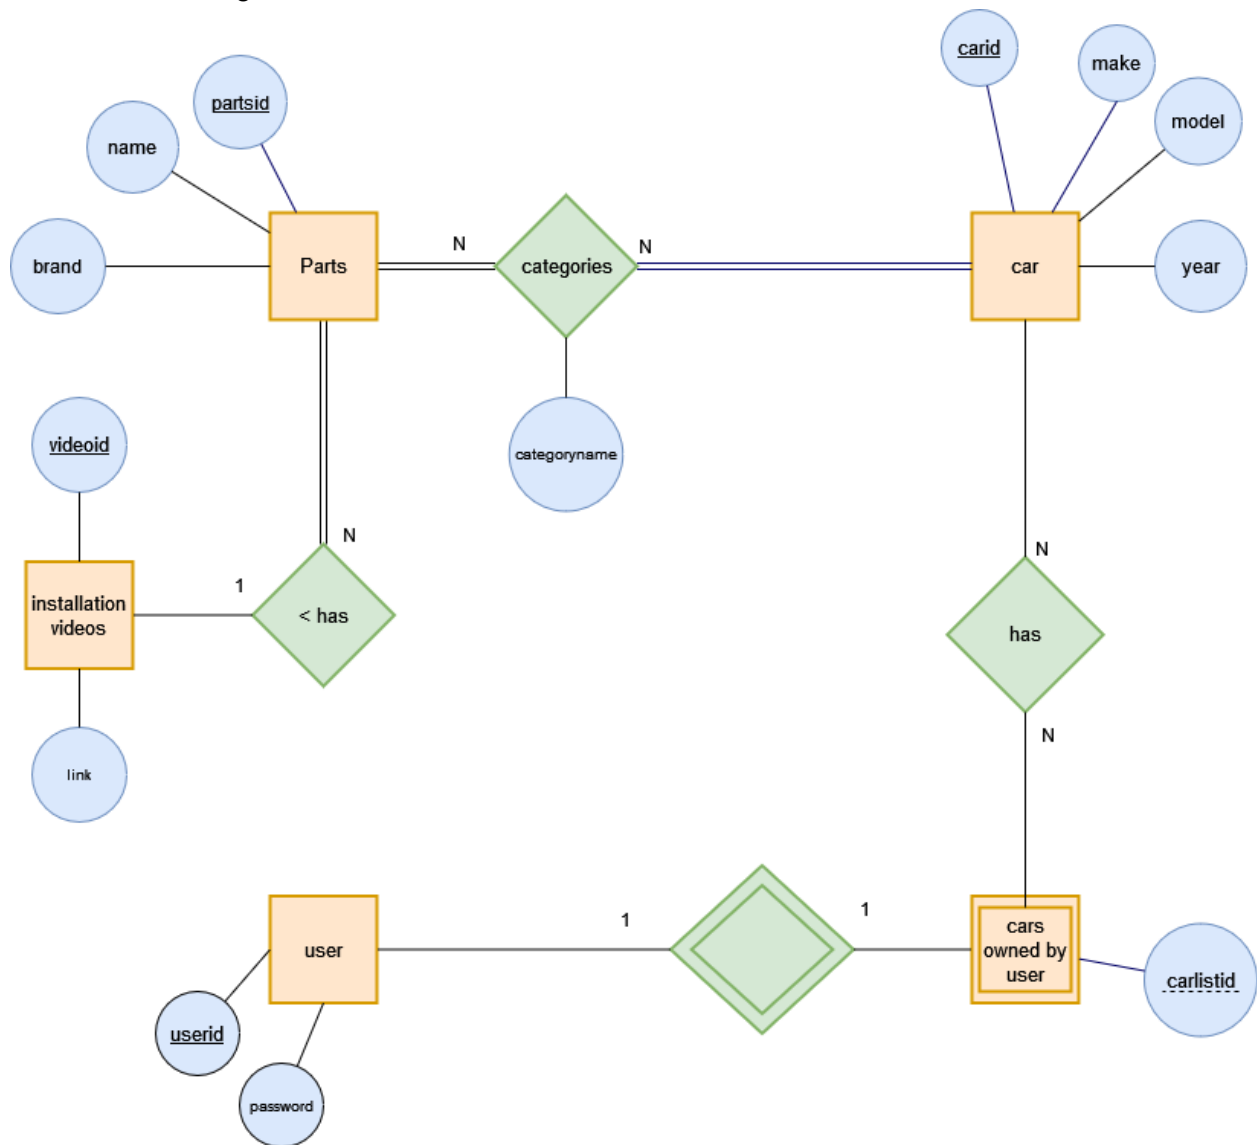 carid
make
partsid
model
name
N
N
brand
Parts
categories
car
year
videoid
categoryname
N
N
1
installation
videos
< has
has
N
link
1
1
cars
owned by
user
user
carlistid
userid
password